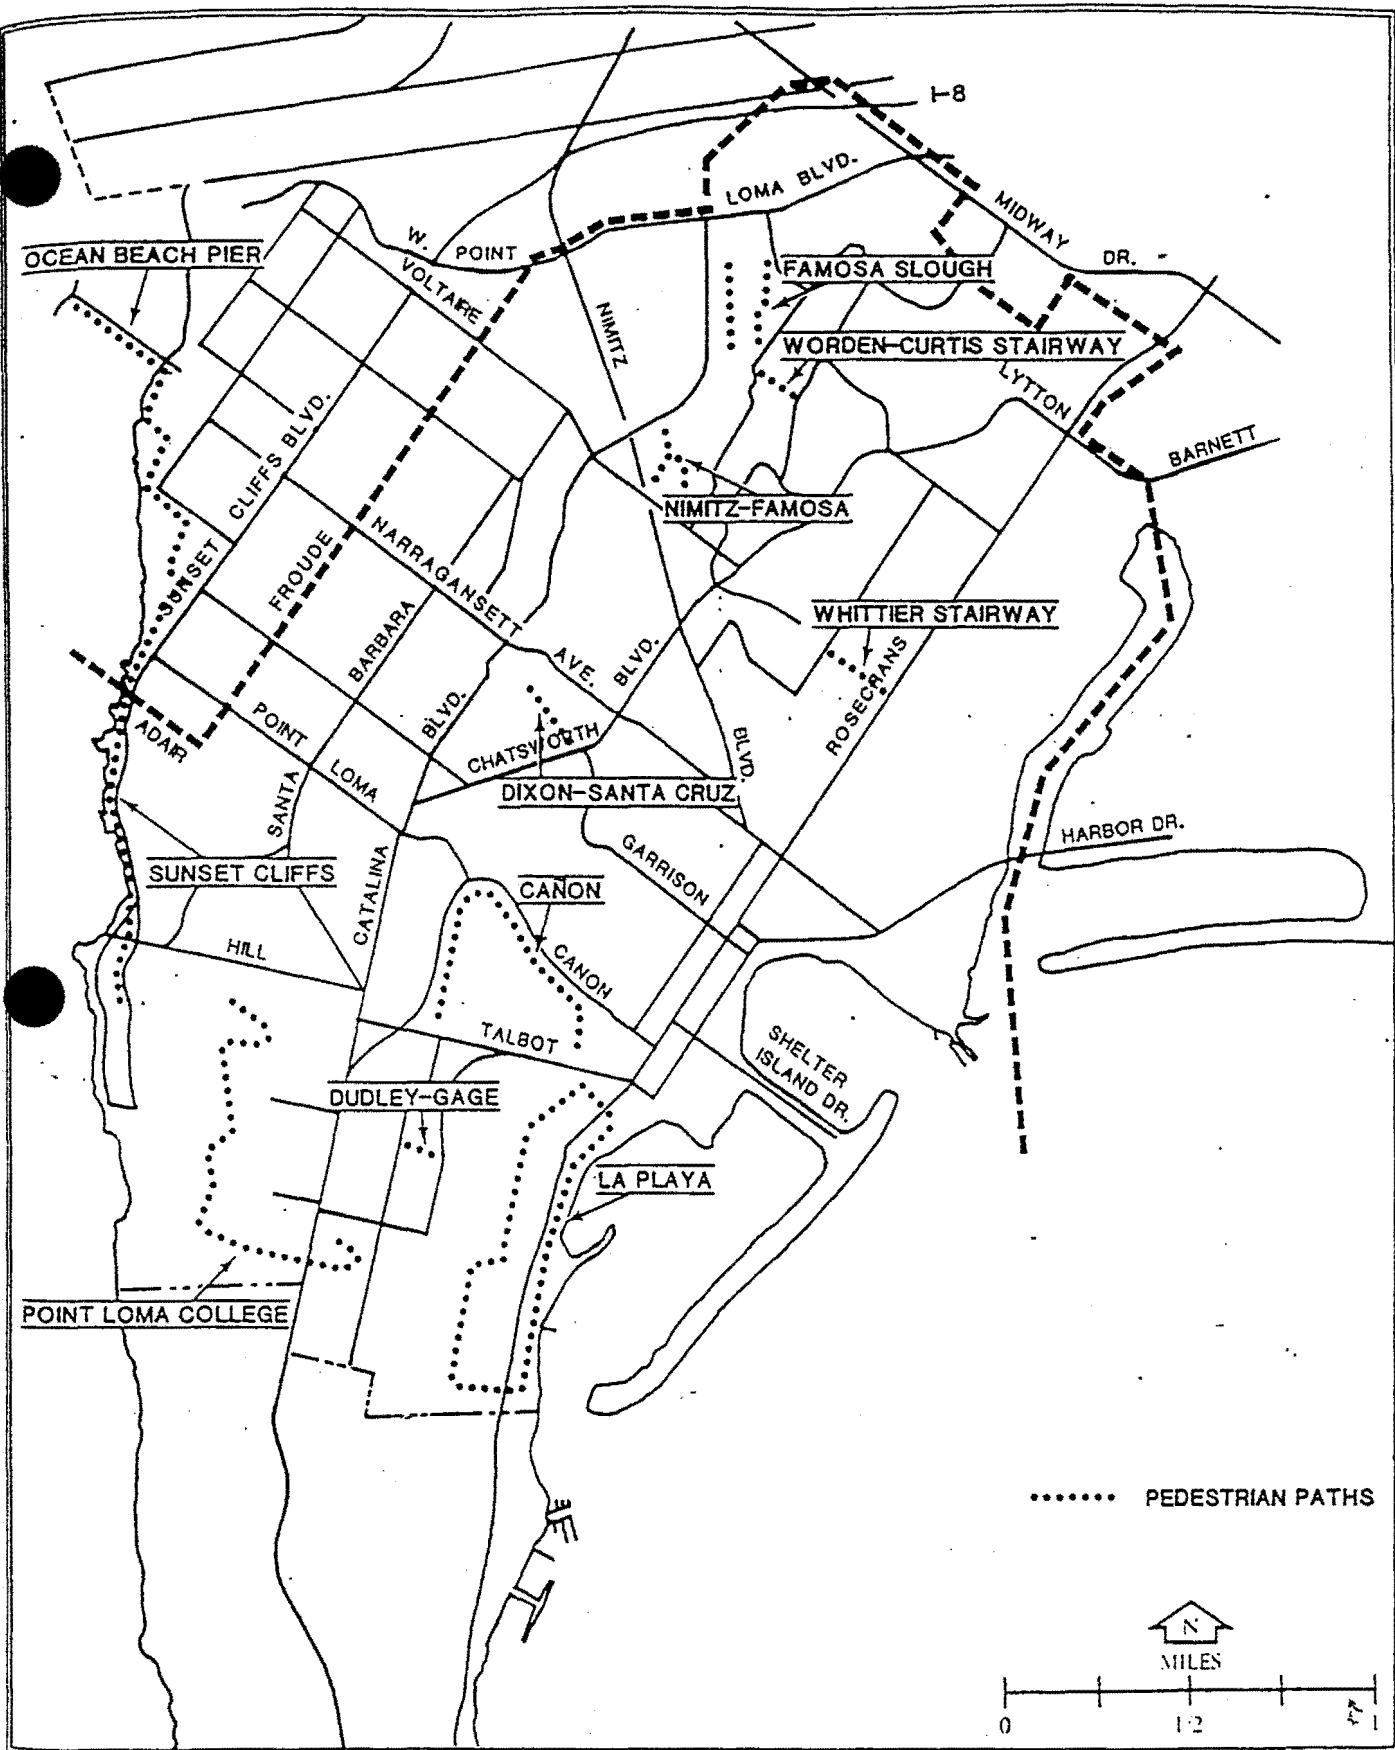 I-8
LOMA BLVD.
MIDWAY
DR.
W.
POINT
OCEAN BEACH PIER
VOLTAIRE
FAMOSA SLOUGH
NIMITZ
WORDEN-CURTIS STAIRWAY
LYTTON
BARNETT
CLIFFS BLVD.
SUNSET
NIMITZ-FAMOSA
FROUDE
NARRAGANSETT
AVE.
BARBARA
BLVD.
WHITTIER STAIRWAY
ROSECRANS
BLVD.
CHATSWORTH
BLVD.
ADAIR
POINT
LOMA
DIXON-SANTA CRUZ
SANTA
HARBOR DR.
GARRISON
SUNSET CLIFFS
CAÑON
CATALINA
HILL
CANON
TALBOT
SHELTER
ISLAND DR.
DUDLEY-GAGE
LA PLAYA
POINT LOMA COLLEGE
PEDESTRIAN PATHS
N
MILES
0 1/2 1